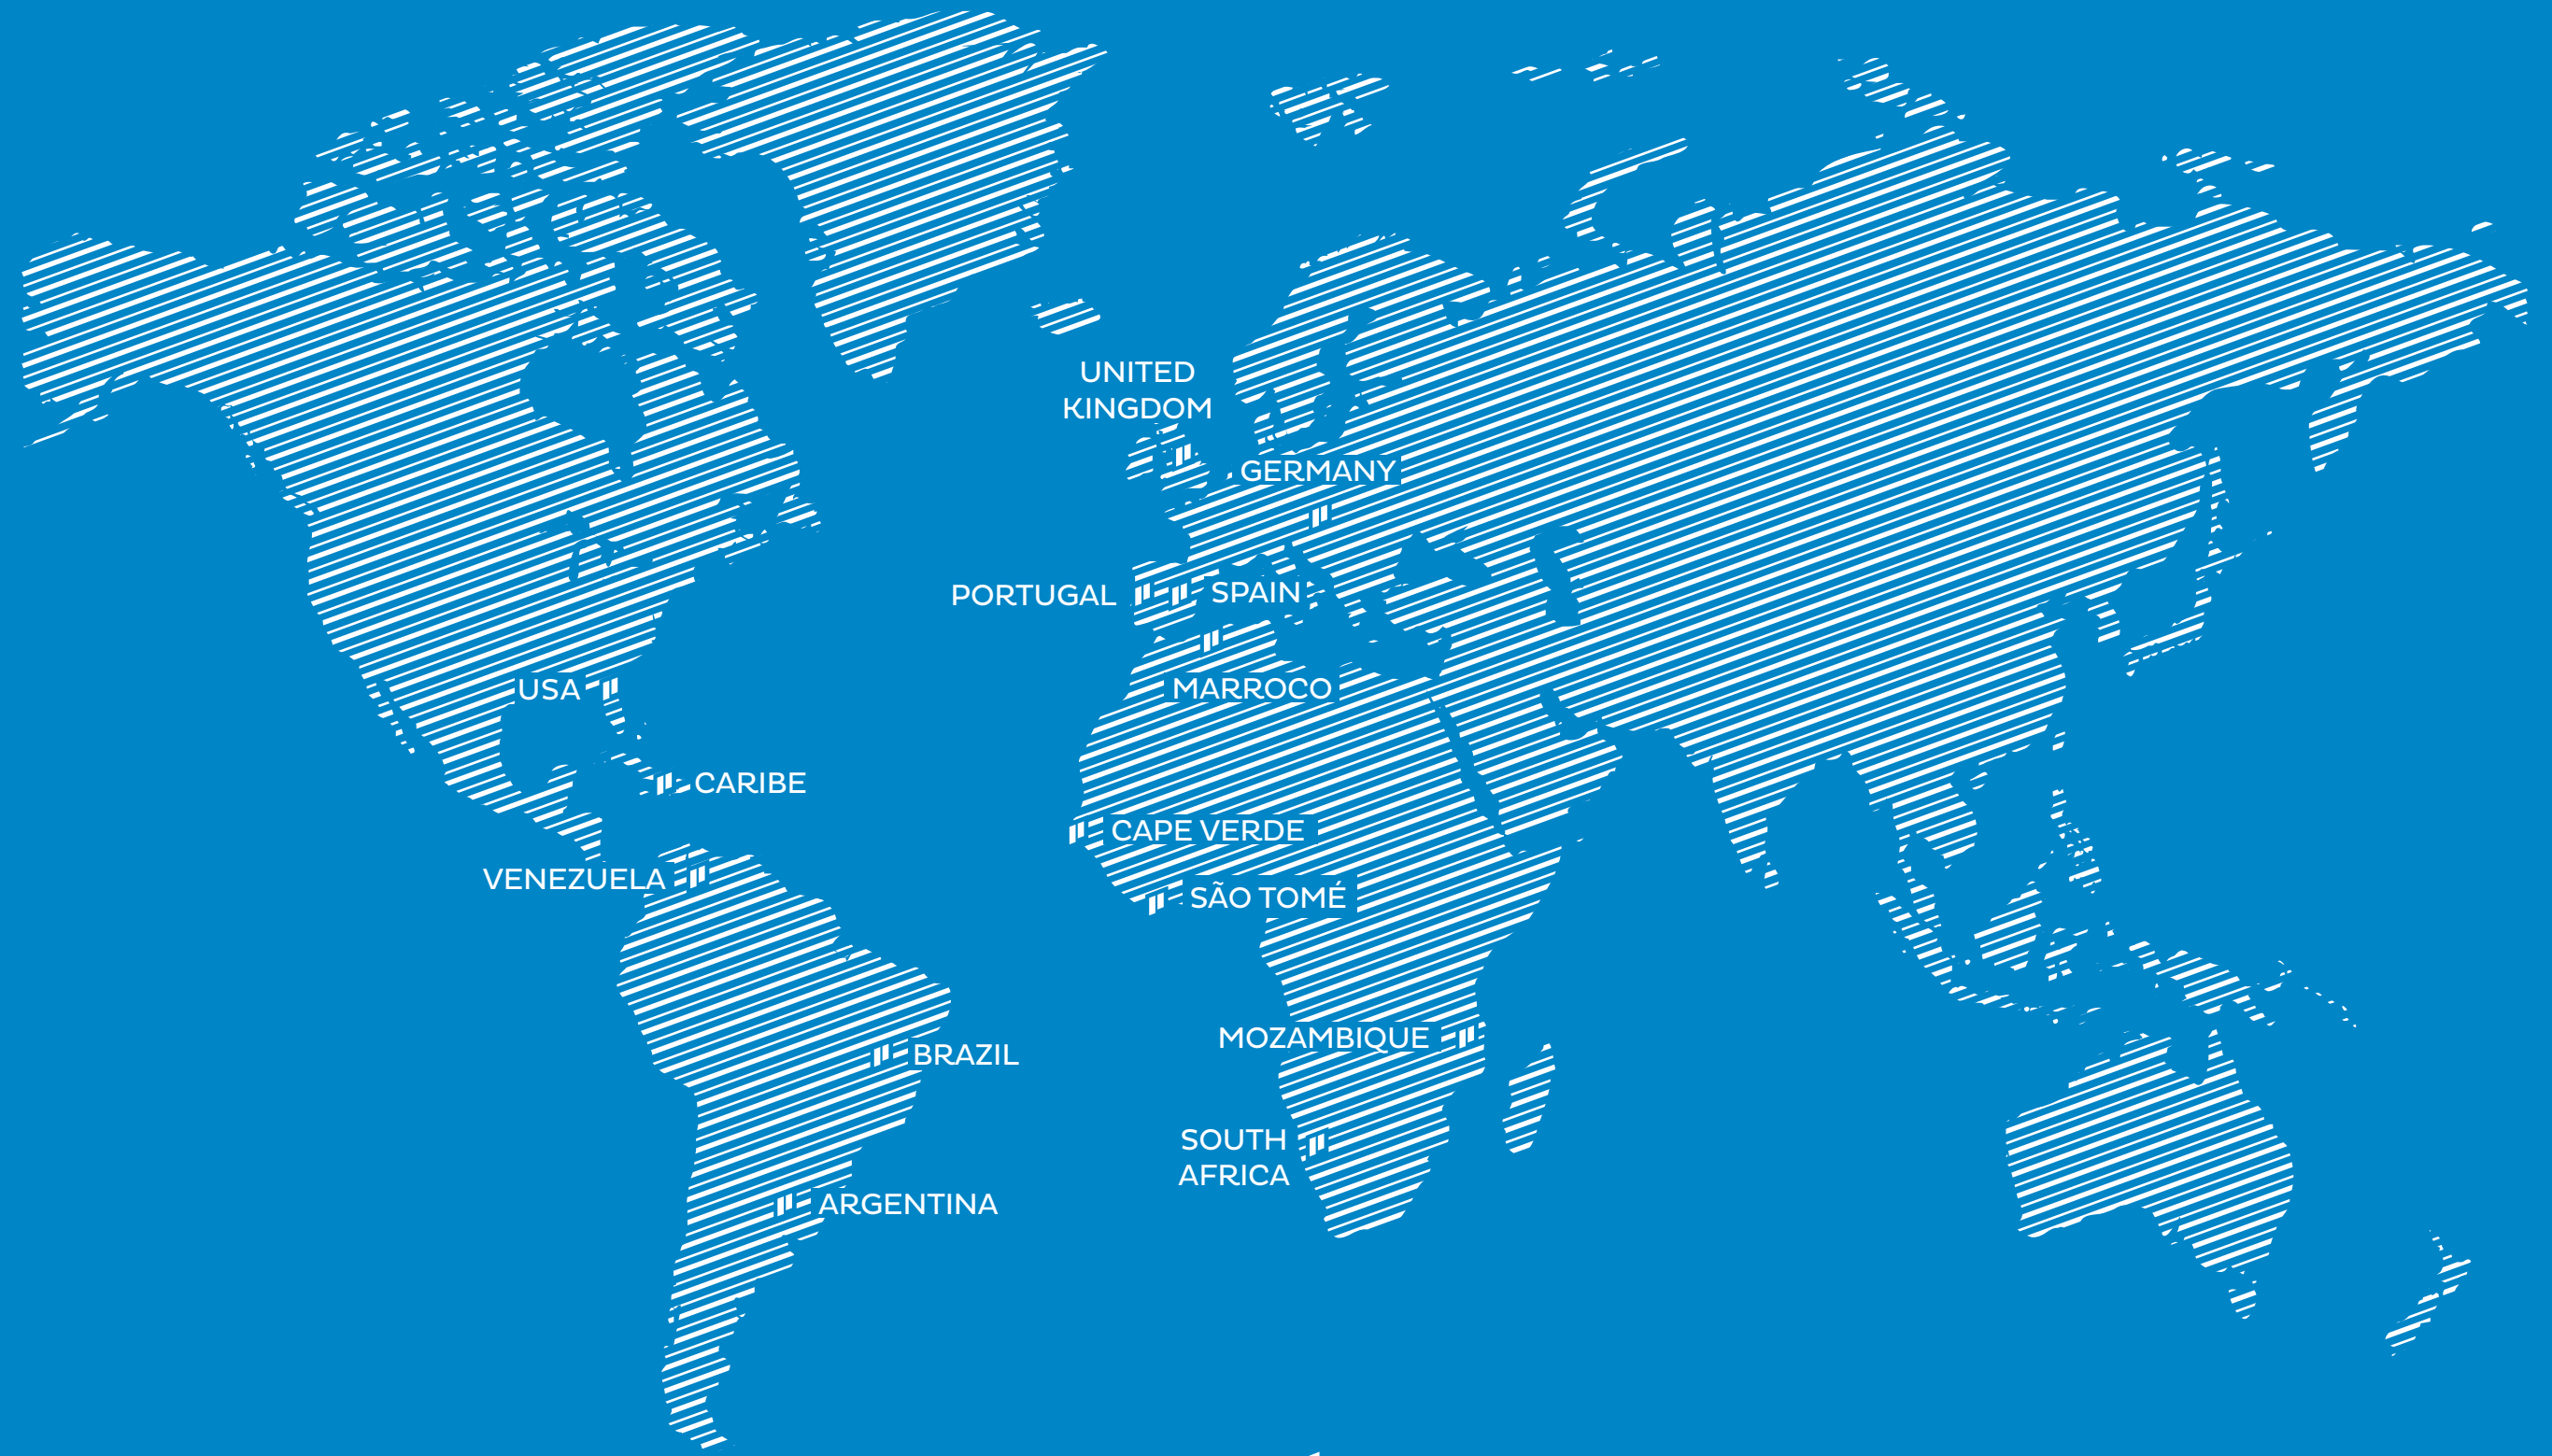 UNITED
KINGDOM
GERMANY
PORTUGAL
SPAIN
USA
MARROCO
CARIBE
CAPE VERDE
VENEZUELA
SÃO TOMÉ
MOZAMBIQUE
BRAZIL
SOUTH
AFRICA
ARGENTINA